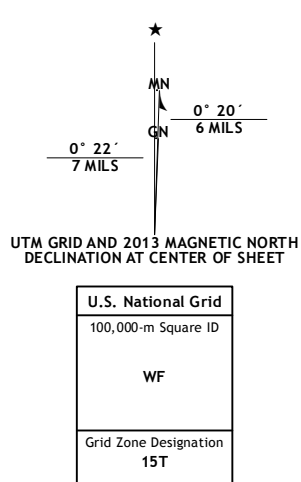 ★
MN
0° 20´
6 MILS
GN
0° 22´
7 MILS
UTM GRID AND 2013 MAGNETIC NORTH
DECLINATION AT CENTER OF SHEET
U.S. National Grid
100,000-m Square ID
WF
Grid Zone Designation
15T